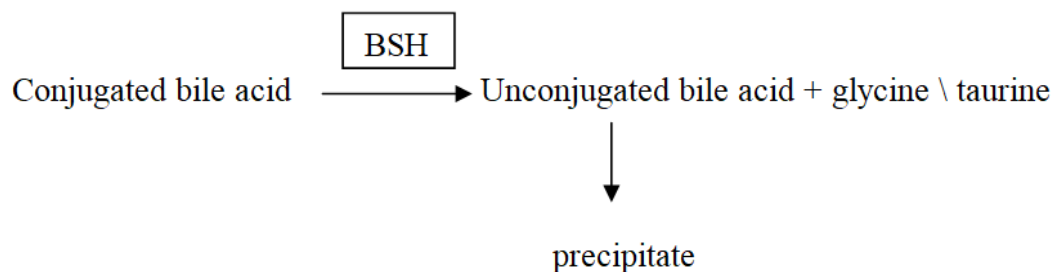 BSH
Conjugated bile acid Unconjugated bile acid + glycine \ taurine
precipitate